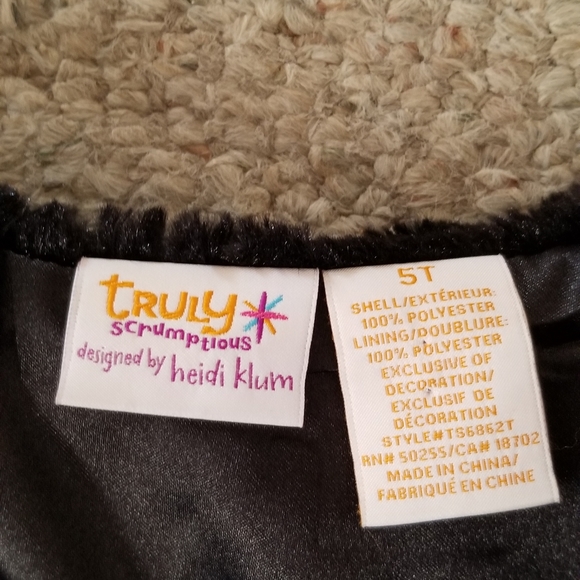 TRULY
scrumptious
designed by heidi klum
5T
SHELL/EXTÉRIEUR:
100% POLYESTER
LINING/DOUBLURE:
100% POLYESTER
EXCLUSIVE OF
DECORATION/
EXCLUSIF DE
DÉCORATION
STYLE#TS6862T
RN# 50255/CA# 18702
MADE IN CHINA/
FABRIQUÉ EN CHINE